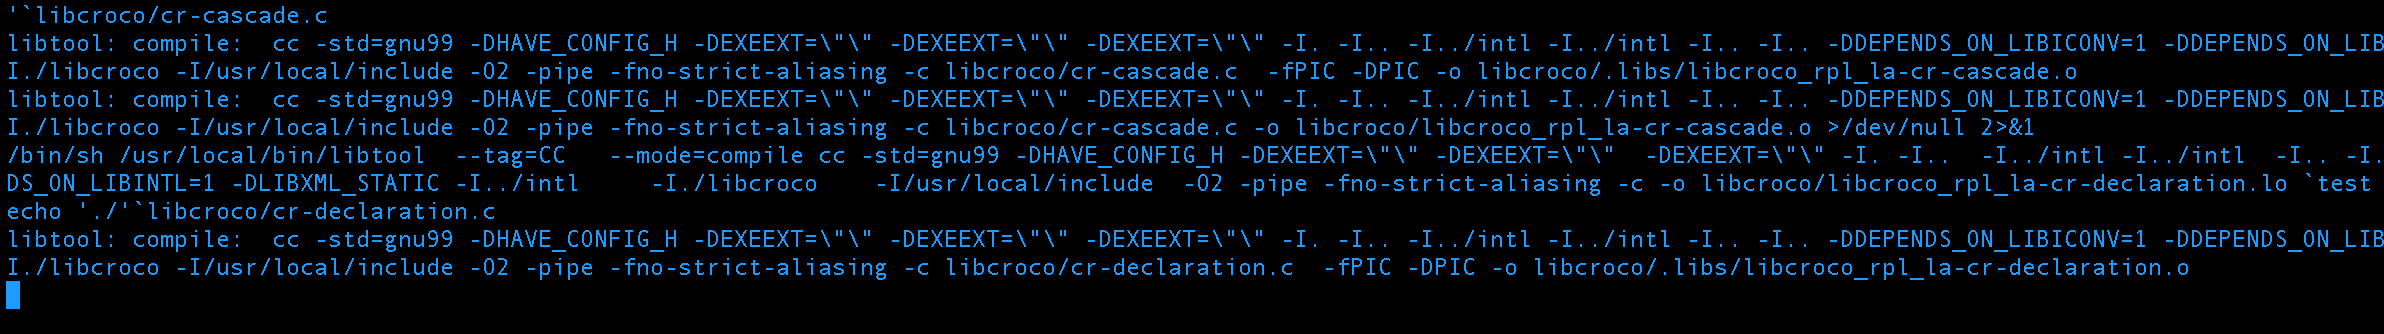 '`libcroco/cr-cascade.c
libtool: compile:  cc -std=gnu99 -DHAVE_CONFIG_H -DEXEEXT=\"\" -DEXEEXT=\"\" -DEXEEXT=\"\" -I. -I.. -I../intl -I../intl -I.. -I.. -DDEPENDS_ON_LIBICONV=1 -DDEPENDS_ON_LIB
I./libcroco -I/usr/local/include -O2 -pipe -fno-strict-aliasing -c libcroco/cr-cascade.c  -fPIC -DPIC -o libcroco/.libs/libcroco_rpl_la-cr-cascade.o
libtool: compile:  cc -std=gnu99 -DHAVE_CONFIG_H -DEXEEXT=\"\" -DEXEEXT=\"\" -DEXEEXT=\"\" -I. -I.. -I../intl -I../intl -I.. -I.. -DDEPENDS_ON_LIBICONV=1 -DDEPENDS_ON_LIB
I./libcroco -I/usr/local/include -O2 -pipe -fno-strict-aliasing -c libcroco/cr-cascade.c -o libcroco/libcroco_rpl_la-cr-cascade.o >/dev/null 2>&1
/bin/sh /usr/local/bin/libtool  --tag=CC   --mode=compile cc -std=gnu99 -DHAVE_CONFIG_H -DEXEEXT=\"\" -DEXEEXT=\"\"  -DEXEEXT=\"\" -I. -I..  -I../intl -I../intl  -I.. -I.
DS_ON_LIBINTL=1 -DLIBXML_STATIC -I../intl     -I./libcroco    -I/usr/local/include  -O2 -pipe -fno-strict-aliasing -c -o libcroco/libcroco_rpl_la-cr-declaration.lo `test
echo './'`libcroco/cr-declaration.c
libtool: compile:  cc -std=gnu99 -DHAVE_CONFIG_H -DEXEEXT=\"\" -DEXEEXT=\"\" -DEXEEXT=\"\" -I. -I.. -I../intl -I../intl -I.. -I.. -DDEPENDS_ON_LIBICONV=1 -DDEPENDS_ON_LIB
I./libcroco -I/usr/local/include -O2 -pipe -fno-strict-aliasing -c libcroco/cr-declaration.c  -fPIC -DPIC -o libcroco/.libs/libcroco_rpl_la-cr-declaration.o